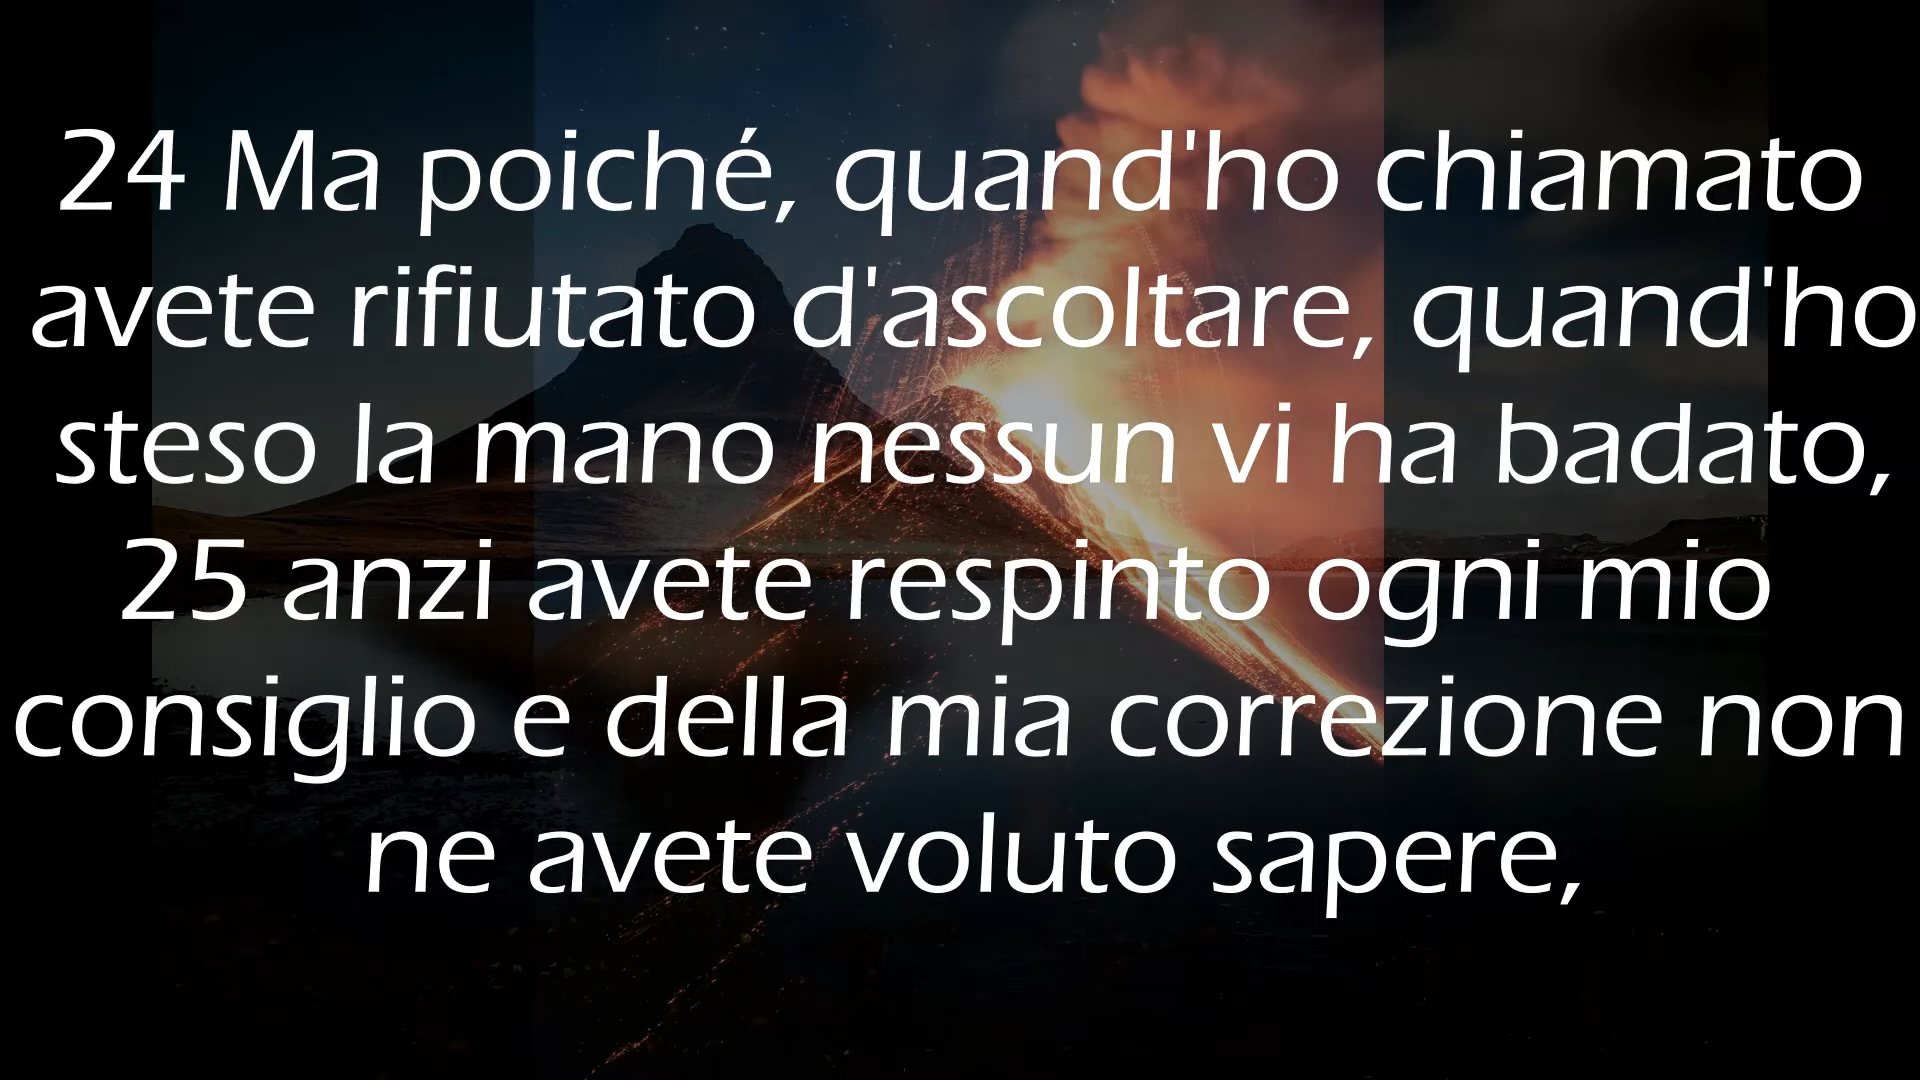 24 Ma poiché, quand'ho chiamato
avete rifiutato d'ascoltare, quand'ho
steso la mano nessun vi ha badato,
25 anzi avete respinto ogni mio
consiglio e della mia correzione non
ne avete voluto sapere,